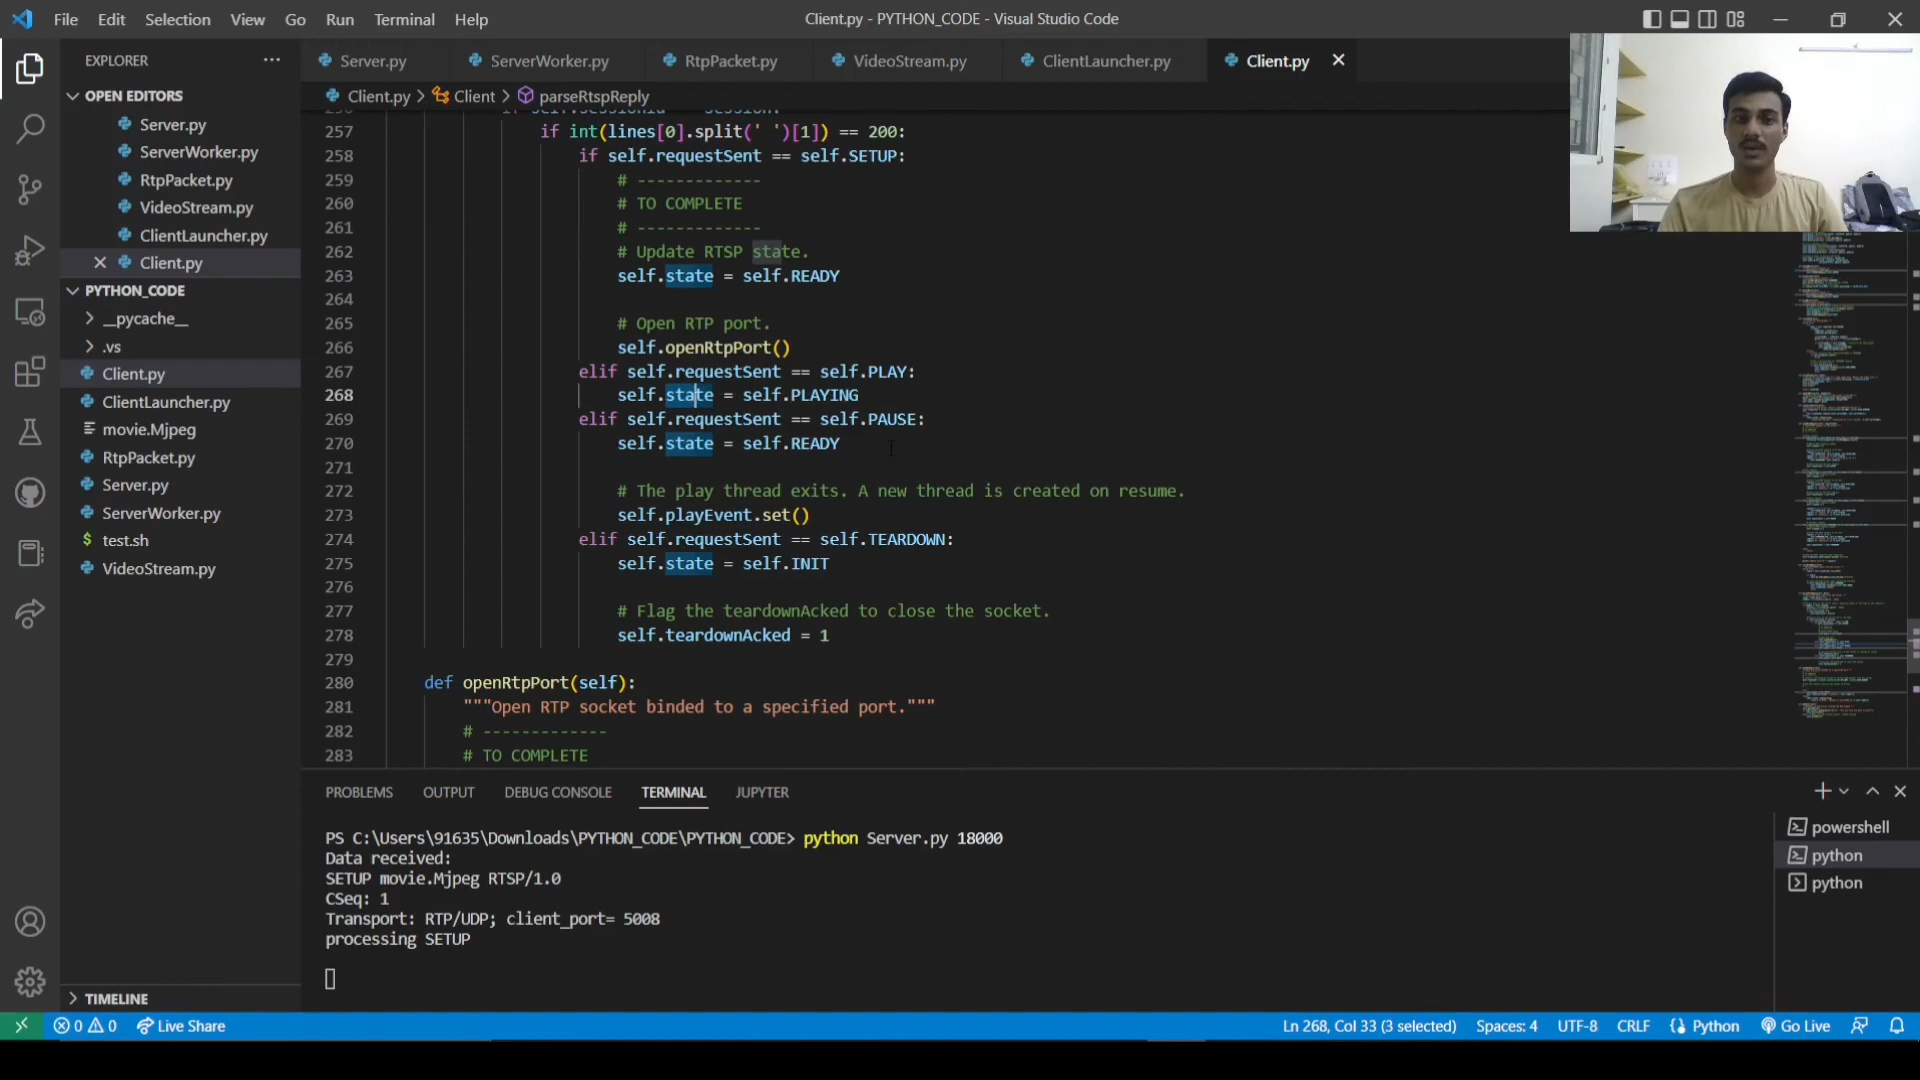 File Edit Selection View Go Run Terminal Help
Client.py - PYTHON_CODE - Visual Studio Code
EXPLORER
OPEN EDITORS
Server.py
ServerWorker.py
RtpPacket.py
VideoStream.py
ClientLauncher.py
Client.py
PYTHON_CODE
__pycache__
.vs
Client.py
ClientLauncher.py
movie.Mjpeg
RtpPacket.py
Server.py
ServerWorker.py
$ test.sh
VideoStream.py
TIMELINE
Server.py ServerWorker.py RtpPacket.py VideoStream.py ClientLauncher.py Client.py
Client.py > Client > parseRtspReply
257 if int(lines[0].split(' ')[1]) == 200:
258 if self.requestSent == self.SETUP:
259 # -------------
260 # TO COMPLETE
261 # -------------
262 # Update RTSP state.
263 self.state = self.READY
264
265 # Open RTP port.
266 self.openRtpPort()
267 elif self.requestSent == self.PLAY:
268 self.state = self.PLAYING
269 elif self.requestSent == self.PAUSE:
270 self.state = self.READY
271
272 # The play thread exits. A new thread is created on resume.
273 self.playEvent.set()
274 elif self.requestSent == self.TEARDOWN:
275 self.state = self.INIT
276
277 # Flag the teardownAcked to close the socket.
278 self.teardownAcked = 1
279
280 def openRtpPort(self):
281 """Open RTP socket binded to a specified port."""
282 # -------------
283 # TO COMPLETE
PROBLEMS OUTPUT DEBUG CONSOLE TERMINAL JUPYTER
PS C:\Users\91635\Downloads\PYTHON_CODE\PYTHON_CODE> python Server.py 18000
Data received:
SETUP movie.Mjpeg RTSP/1.0
CSeq: 1
Transport: RTP/UDP; client_port= 5008
processing SETUP
powershell
python
python
0 0 Live Share
Ln 268, Col 33 (3 selected) Spaces: 4 UTF-8 CRLF Python Go Live